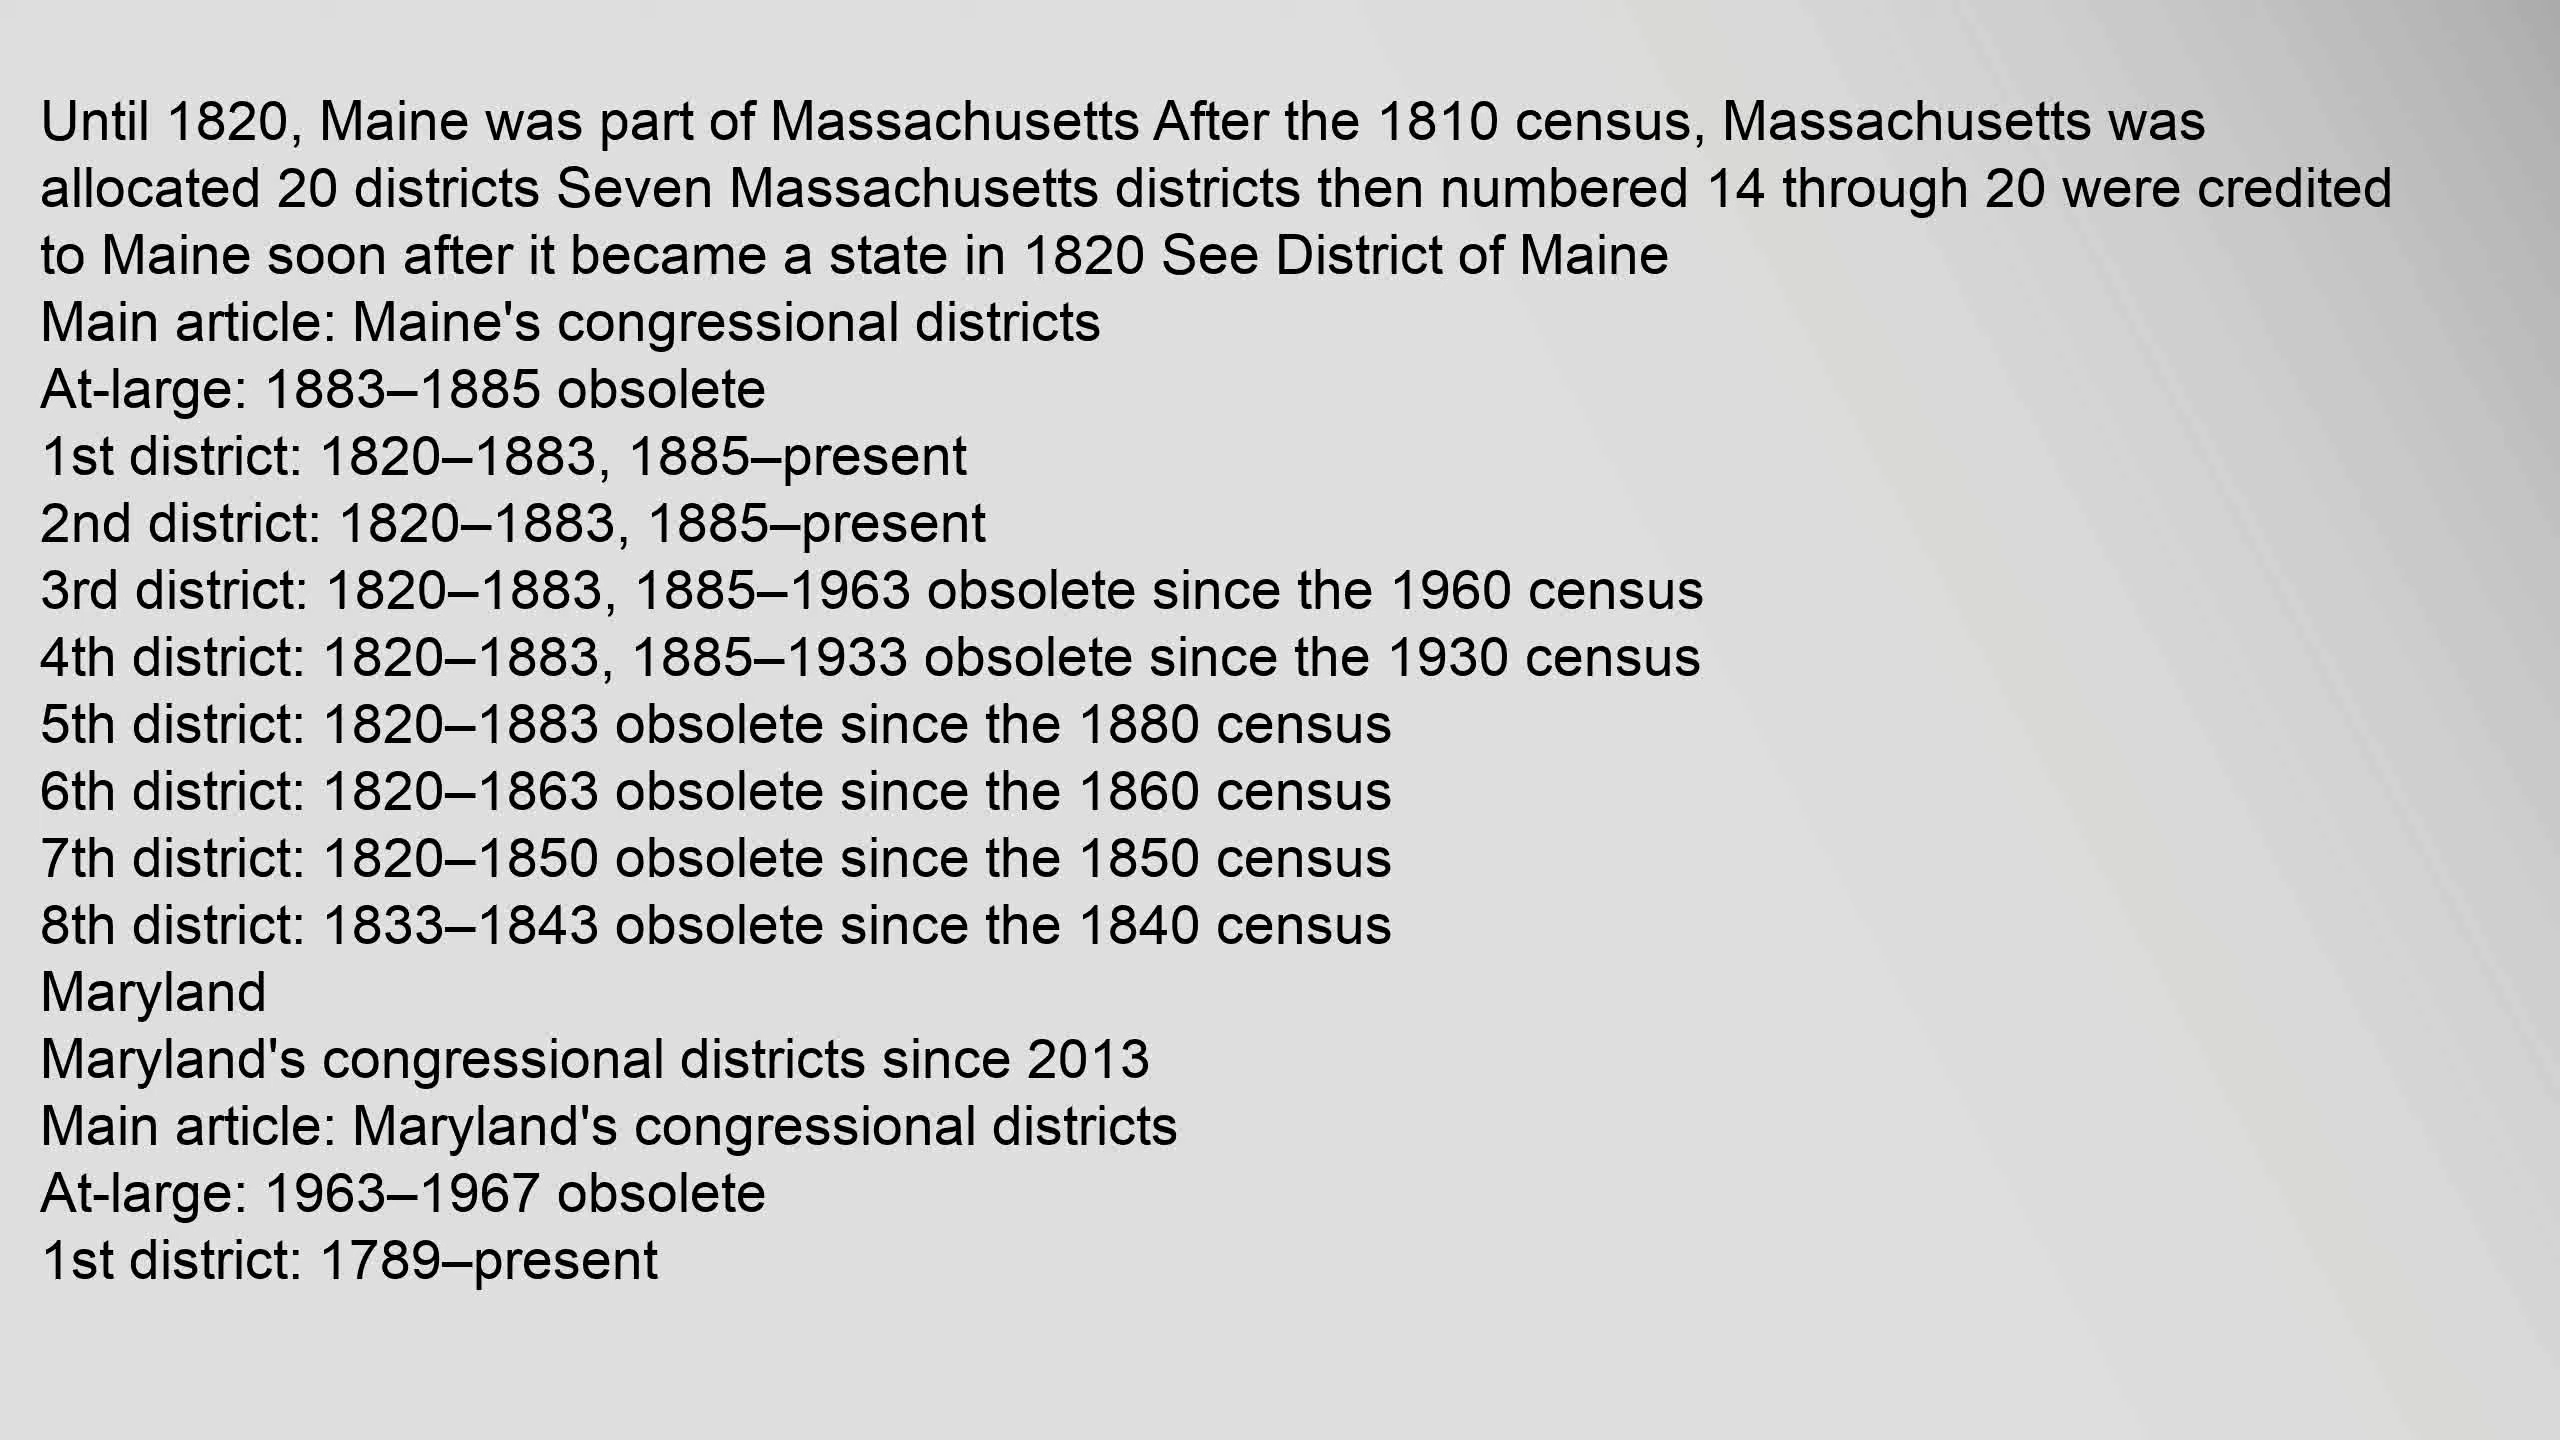 Until 1820, Maine was part of Massachusetts After the 1810 census, Massachusetts was
allocated 20 districts Seven Massachusetts districts then numbered 14 through 20 were credited
to Maine soon after it became a state in 1820 See District of Maine
Main article: Maine's congressional districts
At-large: 1883–1885 obsolete
1st district: 1820–1883, 1885–present
2nd district: 1820–1883, 1885–present
3rd district: 1820–1883, 1885–1963 obsolete since the 1960 census
4th district: 1820–1883, 1885–1933 obsolete since the 1930 census
5th district: 1820–1883 obsolete since the 1880 census
6th district: 1820–1863 obsolete since the 1860 census
7th district: 1820–1850 obsolete since the 1850 census
8th district: 1833–1843 obsolete since the 1840 census
Maryland
Maryland's congressional districts since 2013
Main article: Maryland's congressional districts
At-large: 1963–1967 obsolete
1st district: 1789–present